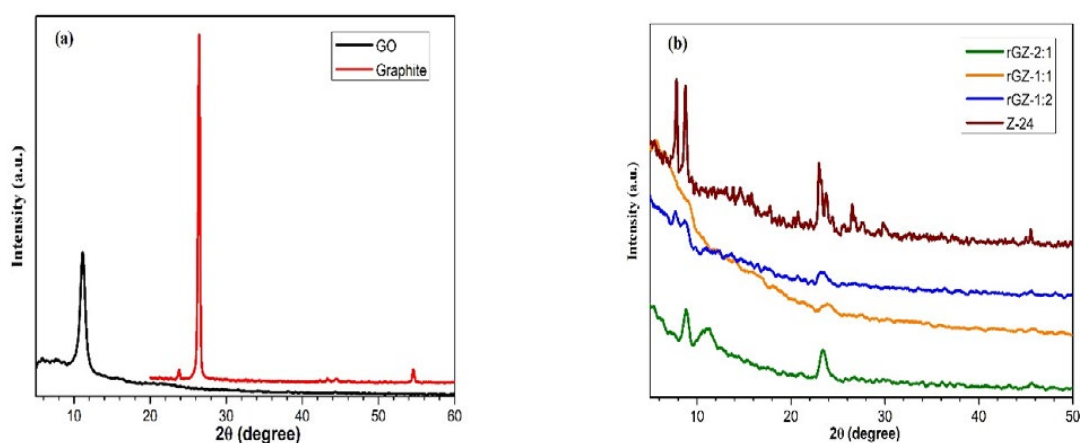 (a)
GO
Graphite
Intensity (a.u.)
10 20 30 40 50 60
2θ (degree)
(b)
rGZ-2:1
rGZ-1:1
rGZ-1:2
Z-24
Intensity (a.u.)
10 20 30 40 50
2θ (degree)